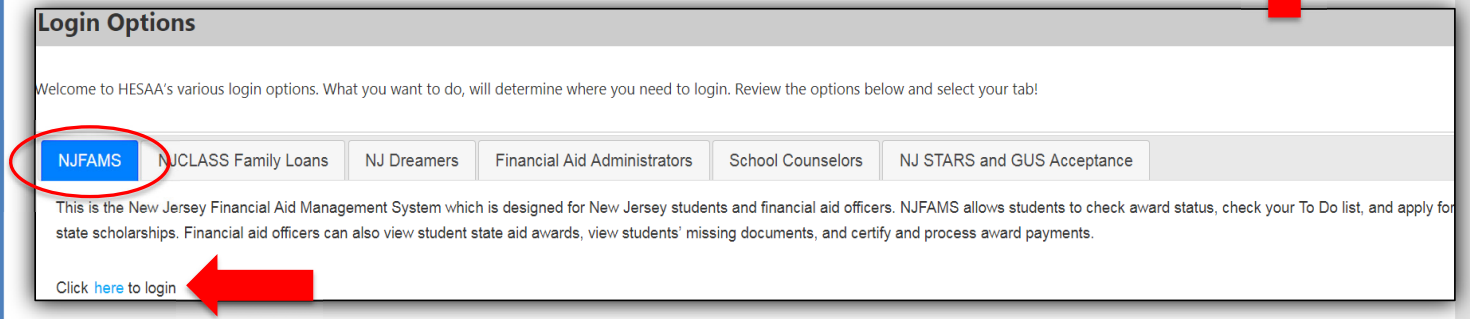 Login Options
Welcome to HESAA's various login options. What you want to do, will determine where you need to login. Review the options below and select your tab!
NJFAMS NJCLASS Family Loans NJ Dreamers Financial Aid Administrators School Counselors NJ STARS and GUS Acceptance
This is the New Jersey Financial Aid Management System which is designed for New Jersey students and financial aid officers. NJFAMS allows students to check award status, check your To Do list, and apply for
state scholarships. Financial aid officers can also view student state aid awards, view students' missing documents, and certify and process award payments.
Click here to login